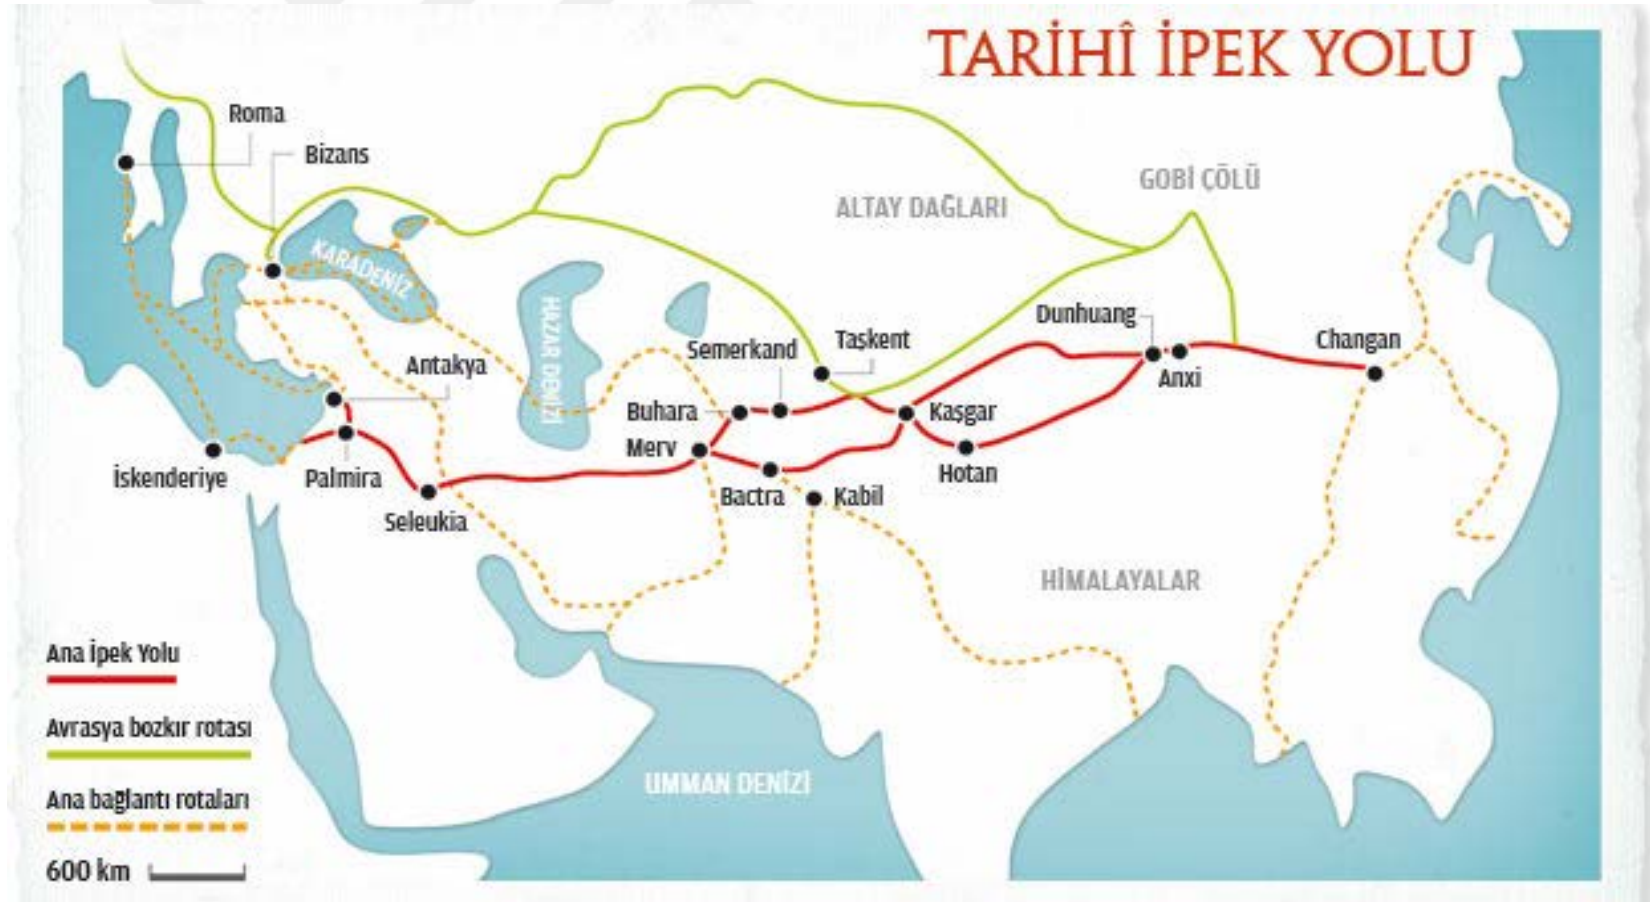 TARİHÎ İPEK YOLU
Roma
Bizans
GOBİ ÇÖLÜ
ALTAY DAĞLARI
KARADENİZ
HAZAR DENİZİ
Dunhuang
Changan
Semerkand
Taşkent
Antakya
Anxi
Buhara
Kaşgar
Merv
Hotan
İskenderiye
Palmira
Bactra
Kabil
Seleukia
HİMALAYALAR
UMMAN DENİZİ
Ana İpek Yolu
Avrasya bozkır rotası
Ana bağlantı rotaları
600 km